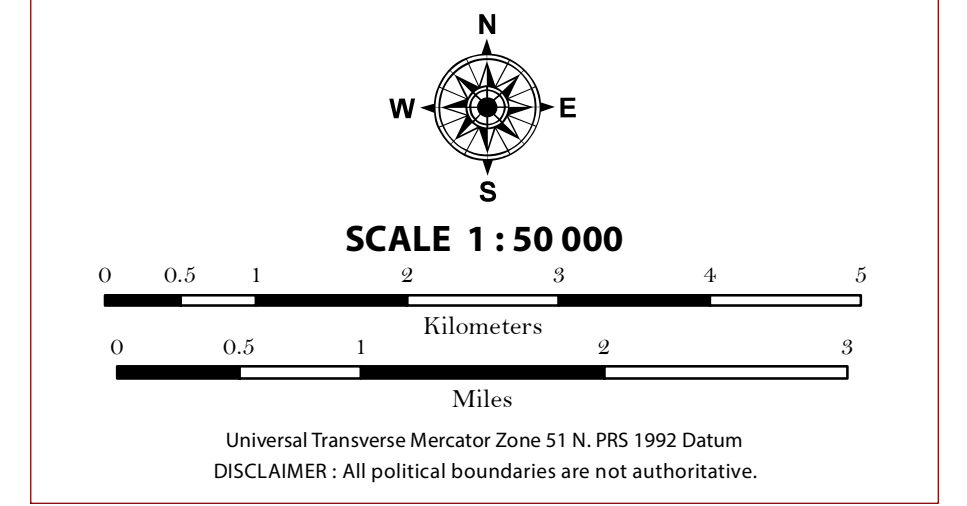 N
W E
S
SCALE 1 : 50 000
0 0.5 1 2 3 4 5
Kilometers
0 0.5 1 2 3
Miles
Universal Transverse Mercator Zone 51 N. PRS 1992 Datum
DISCLAIMER : All political boundaries are not authoritative.